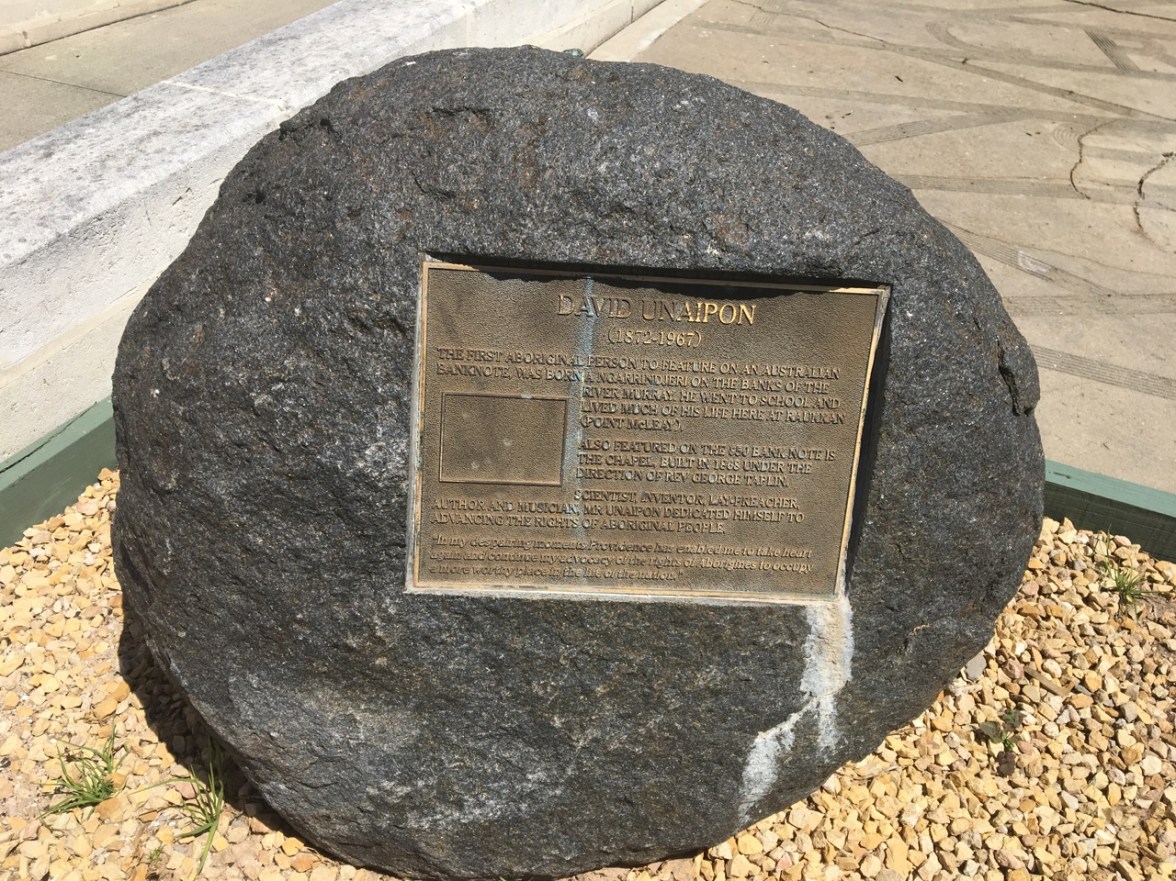 DAVID UNAIPON
(1872-1967)
THE FIRST ABORIGINAL PERSON TO FEATURE ON AN AUSTRALIAN
BANKNOTE, WAS BORN A NGARRINDJERI ON THE BANKS OF THE
RIVER MURRAY. HE WENT TO SCHOOL AND
LIVED MUCH OF HIS LIFE HERE AT RAUKKAN
(POINT McLEAY).
ALSO FEATURED ON THE $50 BANK NOTE IS
THE CHAPEL, BUILT IN 1868 UNDER THE
DIRECTION OF REV GEORGE TAPLIN.
SCIENTIST, INVENTOR, LAY-PREACHER,
AUTHOR AND MUSICIAN, MR UNAIPON DEDICATED HIMSELF TO
ADVANCING THE RIGHTS OF ABORIGINAL PEOPLE.
"In my despairing moments Providence has enabled me to take heart
again and continue my advocacy of the rights of Aborigines to occupy
a more worthy place in the life of the nation."